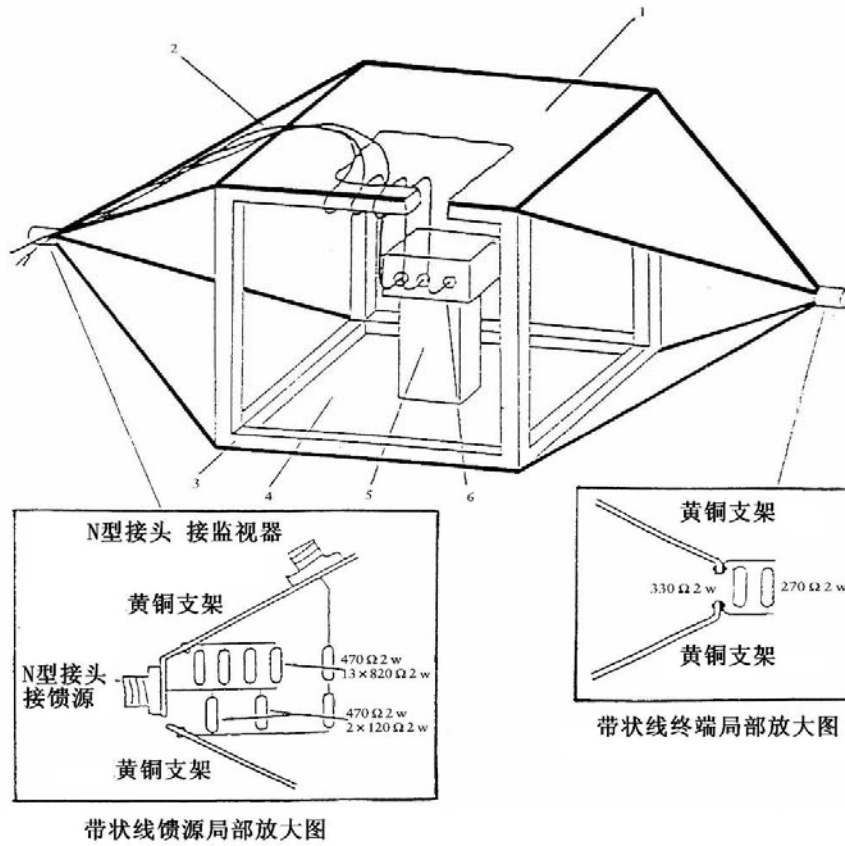 1
2
3
4
5
6
N型接头 接监视器
黄铜支架
N型接头
接馈源
470 Ω 2 w
13×820 Ω 2 w
470 Ω 2 w
2×120 Ω 2 w
黄铜支架
带状线馈源局部放大图
黄铜支架
330 Ω 2 w
270 Ω 2 w
黄铜支架
带状线终端局部放大图